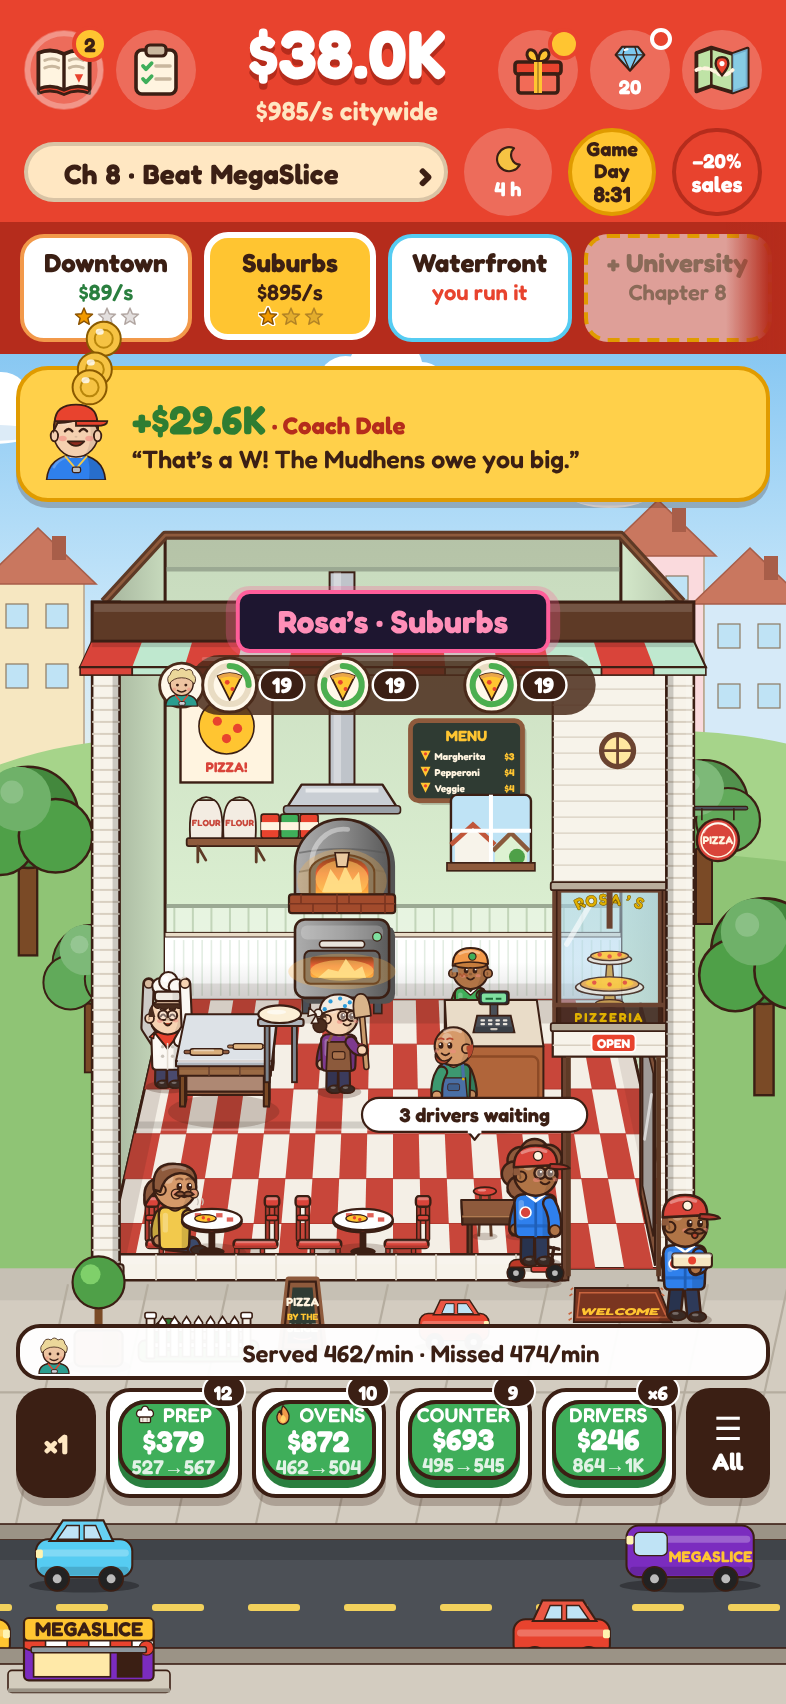 2
$38.0K
$985/s citywide
20
Ch 8 · Beat MegaSlice ›
4 h
Game
Day
8:31
−20%
sales
Downtown
$89/s
Suburbs
$895/s
Waterfront
you run it
+ University
Chapter 8
+$29.6K · Coach Dale
“That’s a W! The Mudhens owe you big.”
Rosa’s · Suburbs
19
19
19
PIZZA!
MENU
Margherita $3
Pepperoni $4
Veggie $4
FLOUR FLOUR
PIZZA
ROSA'S
PIZZERIA
OPEN
3 drivers waiting
PIZZA
BY THE
WELCOME
Served 462/min · Missed 474/min
×1
12
PREP
$379
527→567
10
OVENS
$872
462→504
9
COUNTER
$693
495→545
×6
DRIVERS
$246
864→1K
All
MEGASLICE
MEGASLICE